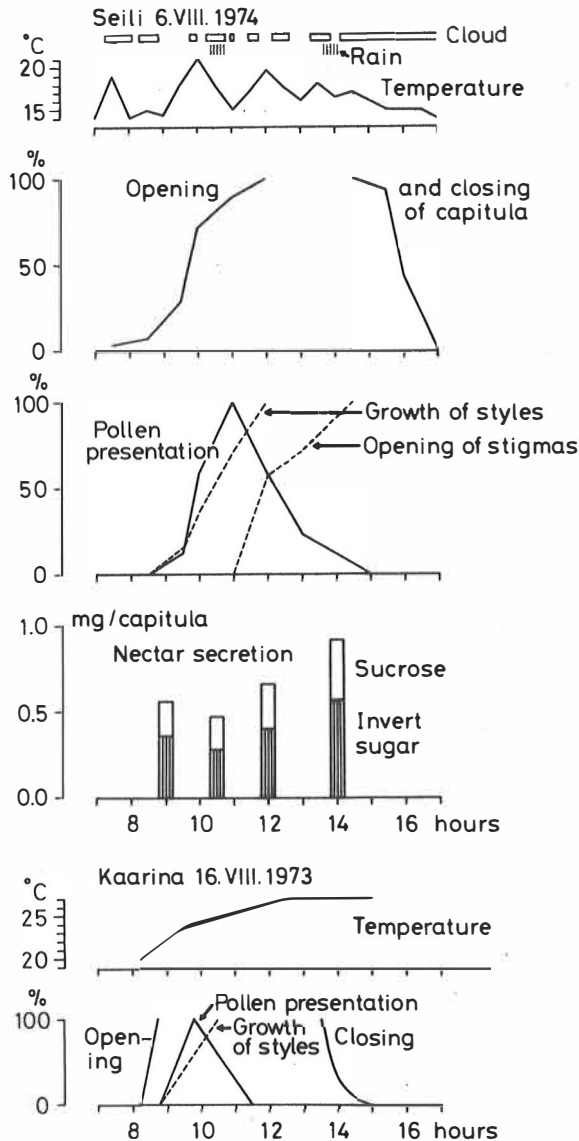 Seili 6.VIII.1974
°C
Cloud
Rain
20
15
Temperature
%
100
50
0
Opening
and closing
of capitula
%
100
50
0
Pollen
presentation
Growth of styles
Opening of stigmas
mg/capitula
1.0
0.5
0.0
Nectar secretion
Sucrose
Invert
sugar
8 10 12 14 16 hours
Kaarina 16.VIII.1973
°C
25
20
Temperature
%
100
0
Open-
ing
Pollen presentation
Growth
of styles
Closing
8 10 12 14 16 hours